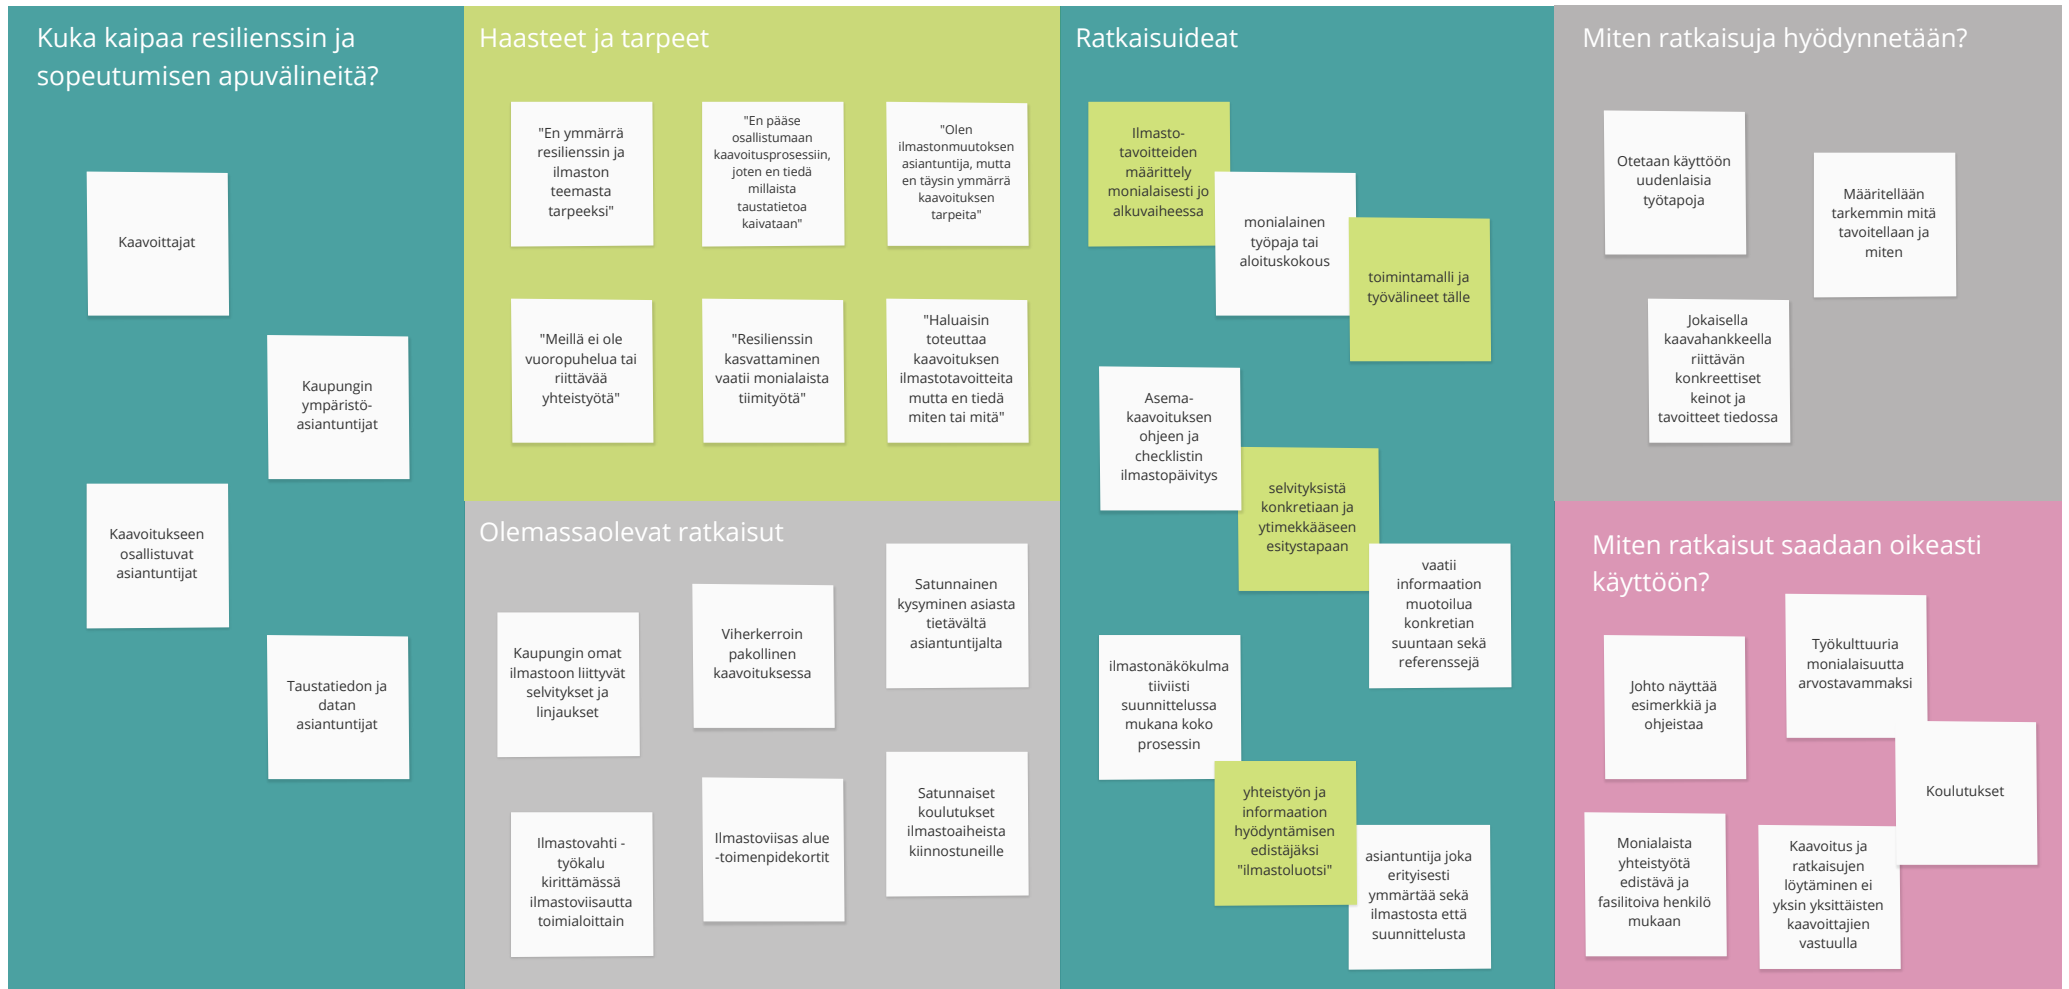 Kuka kaipaa resilienssin ja
sopeutumisen apuvälineitä?
Kaavoittajat
Kaupungin
ympäristö-
asiantuntijat
Kaavoitukseen
osallistuvat
asiantuntijat
Taustatiedon ja
datan
asiantuntijat
Haasteet ja tarpeet
"En ymmärrä
resilienssin ja
ilmaston
teemasta
tarpeeksi"
"En pääse
osallistumaan
kaavoitusprosessiin,
joten en tiedä
millaista
taustatietoa
kaivataan"
"Olen
ilmastonmuutoksen
asiantuntija, mutta
en täysin ymmärrä
kaavoituksen
tarpeita"
"Meillä ei ole
vuoropuhelua tai
riittävää
yhteistyötä"
"Resilienssin
kasvattaminen
vaatii monialaista
tiimityötä"
"Haluaisin
toteuttaa
kaavoituksen
ilmastotavoitteita
mutta en tiedä
miten tai mitä"
Olemassaolevat ratkaisut
Kaupungin omat
ilmastoon liittyvät
selvitykset ja
linjaukset
Viherkerroin
pakollinen
kaavoituksessa
Satunnainen
kysyminen asiasta
tietävältä
asiantuntijalta
Ilmastovahti -
työkalu
kirittämässä
ilmastoviisautta
toimialoittain
Ilmastoviisas alue
-toimenpidekortit
Satunnaiset
koulutukset
ilmastoaiheista
kiinnostuneille
Ratkaisuideat
Ilmasto-
tavoitteiden
määrittely
monialaisesti jo
alkuvaiheessa
monialainen
työpaja tai
aloituskokous
toimintamalli ja
työvälineet tälle
Asema-
kaavoituksen
ohjeen ja
checklistin
ilmastopäivitys
selvityksistä
konkretiaan ja
ytimekkääseen
esitystapaan
vaatii
informaation
muotoilua
konkretian
suuntaan sekä
referenssejä
ilmastonäkökulma
tiiviisti
suunnittelussa
mukana koko
prosessin
yhteistyön ja
informaation
hyödyntämisen
edistäjäksi
"ilmastoluotsi"
asiantuntija joka
erityisesti
ymmärtää sekä
ilmastosta että
suunnittelusta
Miten ratkaisuja hyödynnetään?
Otetaan käyttöön
uudenlaisia
työtapoja
Määritellään
tarkemmin mitä
tavoitellaan ja
miten
Jokaisella
kaavahankkeella
riittävän
konkreettiset
keinot ja
tavoitteet tiedossa
Miten ratkaisut saadaan oikeasti
käyttöön?
Johto näyttää
esimerkkiä ja
ohjeistaa
Työkulttuuria
monialaisuutta
arvostavammaksi
Koulutukset
Monialaista
yhteistyötä
edistävä ja
fasilitoiva henkilö
mukaan
Kaavoitus ja
ratkaisujen
löytäminen ei
yksin yksittäisten
kaavoittajien
vastuulla